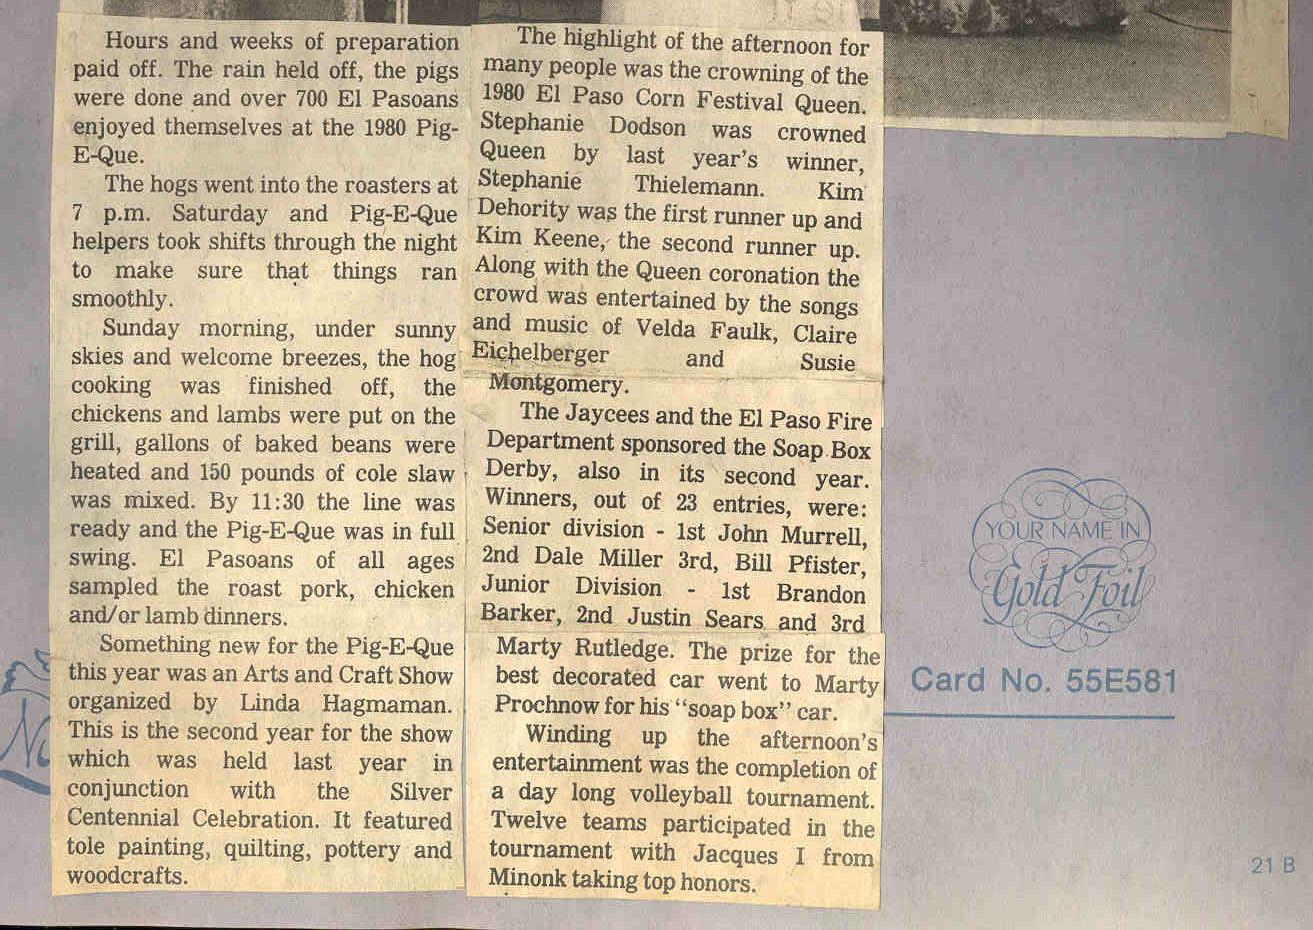 Hours and weeks of preparation
paid off. The rain held off, the pigs
were done and over 700 El Pasoans
enjoyed themselves at the 1980 Pig-
E-Que.
The hogs went into the roasters at
7 p.m. Saturday and Pig-E-Que
helpers took shifts through the night
to make sure that things ran
smoothly.
Sunday morning, under sunny
skies and welcome breezes, the hog
cooking was finished off, the
chickens and lambs were put on the
grill, gallons of baked beans were
heated and 150 pounds of cole slaw
was mixed. By 11:30 the line was
ready and the Pig-E-Que was in full
swing. El Pasoans of all ages
sampled the roast pork, chicken
and/or lamb dinners.
Something new for the Pig-E-Que
this year was an Arts and Craft Show
organized by Linda Hagmaman.
This is the second year for the show
which was held last year in
conjunction with the Silver
Centennial Celebration. It featured
tole painting, quilting, pottery and
woodcrafts.
The highlight of the afternoon for
many people was the crowning of the
1980 El Paso Corn Festival Queen.
Stephanie Dodson was crowned
Queen by last year's winner,
Stephanie Thielemann. Kim
Dehority was the first runner up and
Kim Keene, the second runner up.
Along with the Queen coronation the
crowd was entertained by the songs
and music of Velda Faulk, Claire
Eichelberger and Susie
Montgomery.
The Jaycees and the El Paso Fire
Department sponsored the Soap Box
Derby, also in its second year.
Winners, out of 23 entries, were:
Senior division - 1st John Murrell,
2nd Dale Miller 3rd, Bill Pfister,
Junior Division - 1st Brandon
Barker, 2nd Justin Sears and 3rd
Marty Rutledge. The prize for the
best decorated car went to Marty
Prochnow for his "soap box" car.
Winding up the afternoon's
entertainment was the completion of
a day long volleyball tournament.
Twelve teams participated in the
tournament with Jacques I from
Minonk taking top honors.
YOUR NAME IN
Gold Foil
Card No. 55E581
21 B